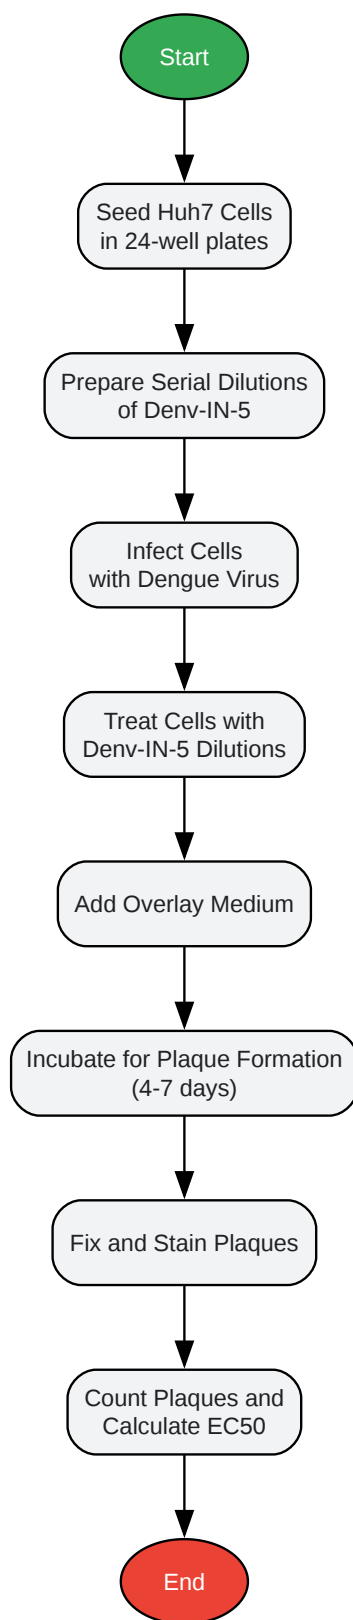 Start
Seed Huh7 Cells
in 24-well plates
Prepare Serial Dilutions
of Denv-IN-5
Infect Cells
with Dengue Virus
Treat Cells with
Denv-IN-5 Dilutions
Add Overlay Medium
Incubate for Plaque Formation
(4-7 days)
Fix and Stain Plaques
Count Plaques and
Calculate EC50
End